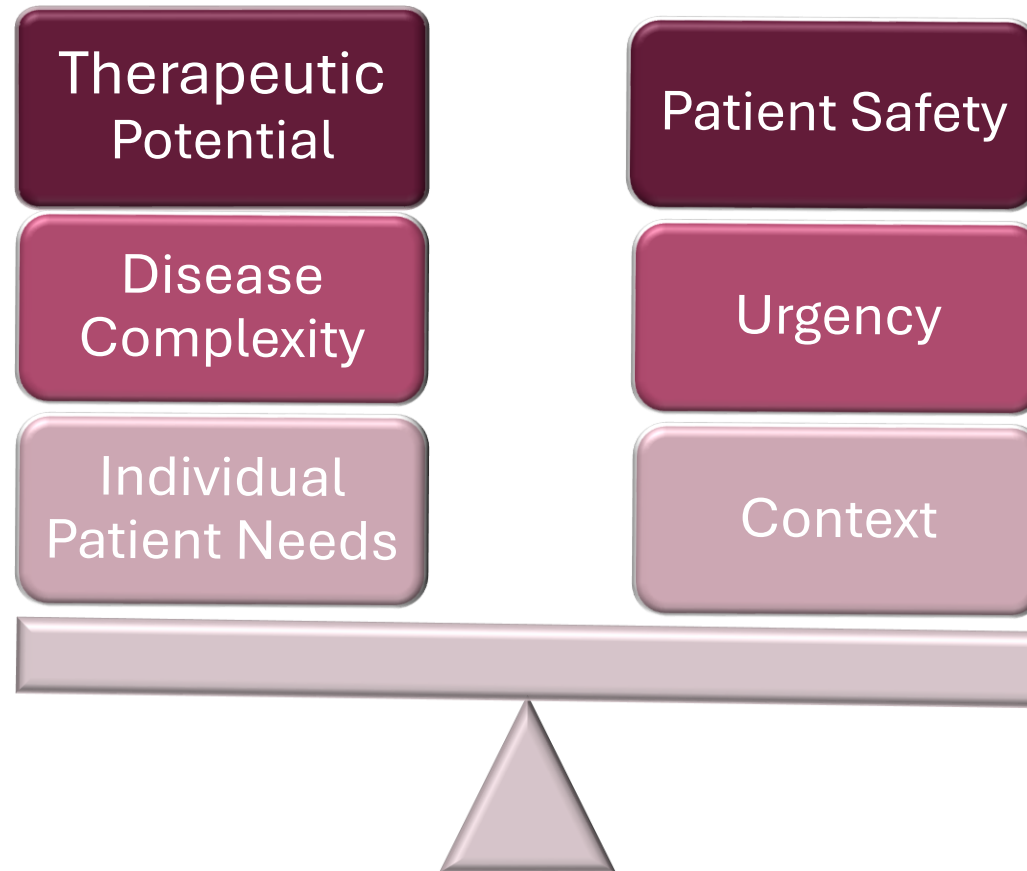 Therapeutic
Potential
Disease
Complexity
Individual
Patient Needs
Patient Safety
Urgency
Context